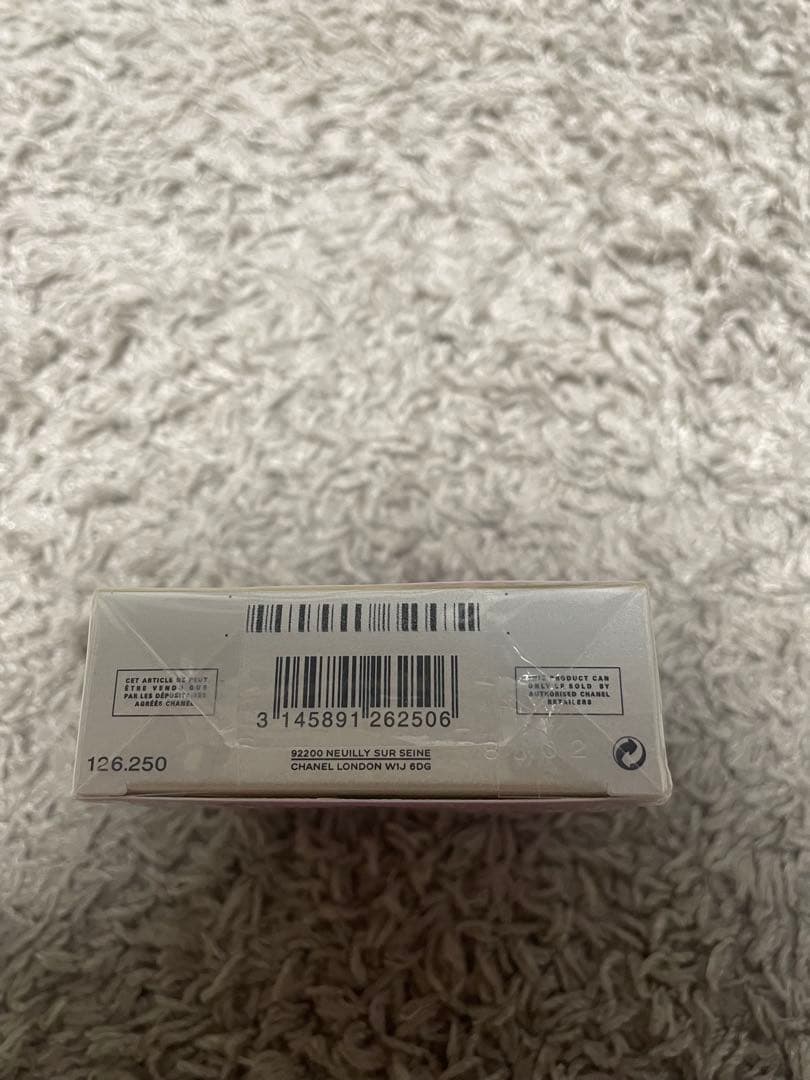 CET ARTICLE NE PEUT
ÊTRE VENDU QUE
PAR LES DÉPOSITAIRES
AGRÉÉS CHANEL
3 145891 262506
PRODUCT CAN
ONLY BE SOLD BY
AUTHORISED CHANEL
RETAILERS
126.250
92200 NEUILLY SUR SEINE
CHANEL LONDON W1J 6DG